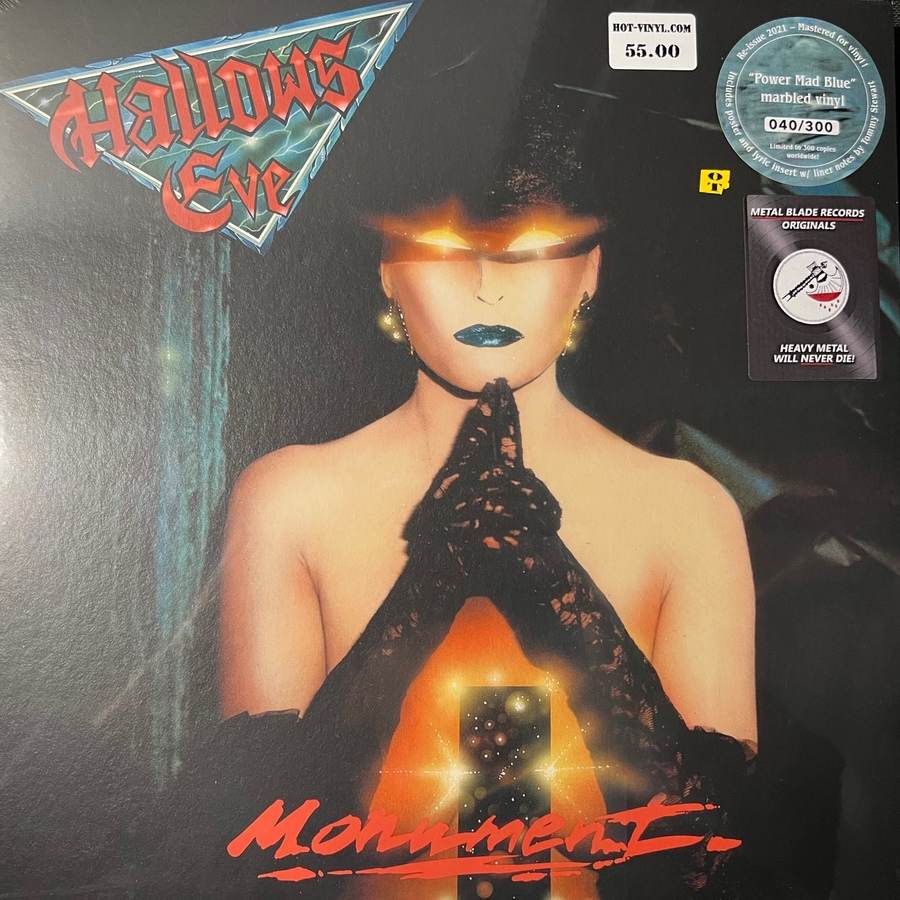 Hallows
Eve
HOT-VINYL.COM
55.00
Re-issue 2021 – Mastered for vinyl!
"Power Mad Blue"
marbled vinyl
040/300
Limited to 300 copies
worldwide!
Includes poster and lyric insert w/ liner notes by Tommy Stewart
OT
METAL BLADE RECORDS
ORIGINALS
HEAVY METAL
WILL NEVER DIE!
Monument